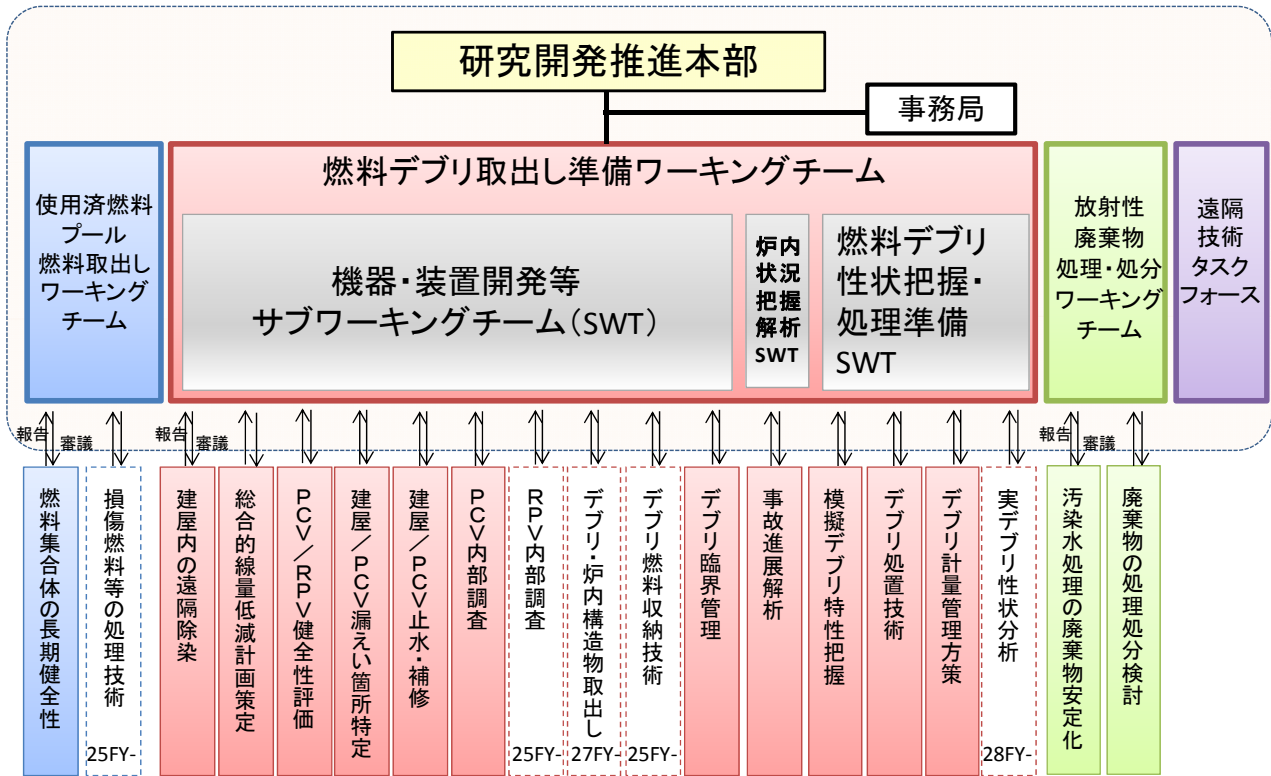 研究開発推進本部
事務局
使用済燃料
プール
燃料取出し
ワーキング
チーム
燃料デブリ取出し準備ワーキングチーム
機器・装置開発等
サブワーキングチーム（SWT）
炉内
状況
把握
解析
SWT
燃料デブリ
性状把握・
処理準備
SWT
放射性
廃棄物
処理・処分
ワーキング
チーム
遠隔
技術
タスク
フォース
報告
審議
報告
審議
報告
審議
燃料集合体の長期健全性
損傷燃料等の処理技術
25FY-
建屋内の遠隔除染
総合的線量低減計画策定
ＰＣＶ／ＲＰＶ健全性評価
建屋／ＰＣＶ漏えい箇所特定
建屋／ＰＣＶ止水・補修
ＰＣＶ内部調査
ＲＰＶ内部調査
25FY-
デブリ・炉内構造物取出し
27FY-
デブリ燃料収納技術
25FY-
デブリ臨界管理
事故進展解析
模擬デブリ特性把握
デブリ処置技術
デブリ計量管理方策
実デブリ性状分析
28FY-
汚染水処理の廃棄物安定化
廃棄物の処理処分検討